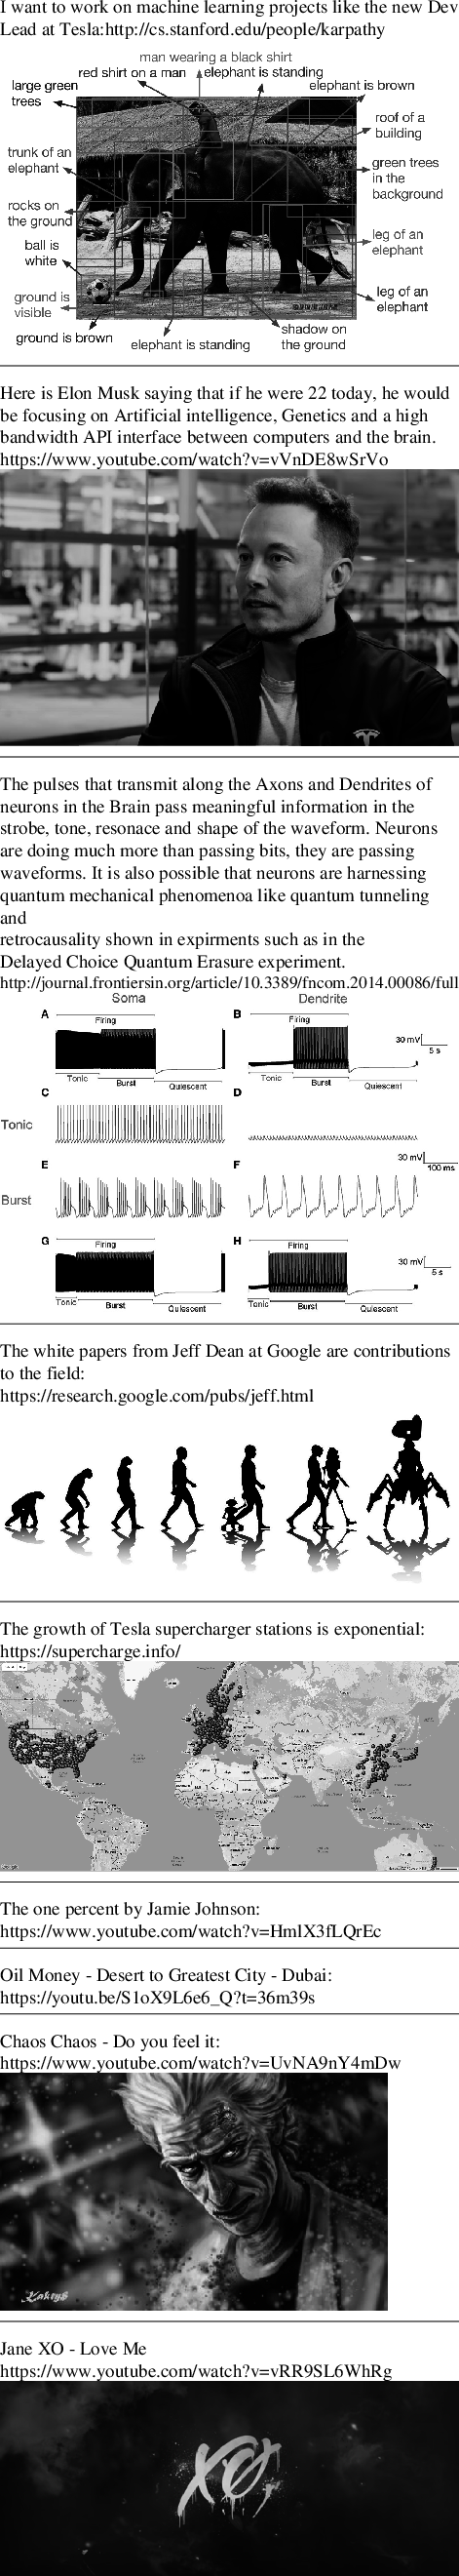 I want to work on machine learning projects like the new Dev
Lead at Tesla:http://cs.stanford.edu/people/karpathy
man wearing a black shirt
red shirt on a man
elephant is standing
large green
trees
elephant is brown
roof of a
building
trunk of an
elephant
green trees
in the
background
rocks on
the ground
leg of an
elephant
ball is
white
ground is
visible
leg of an
elephant
ground is brown
elephant is standing
shadow on
the ground
Here is Elon Musk saying that if he were 22 today, he would
be focusing on Artificial intelligence, Genetics and a high
bandwidth API interface between computers and the brain.
https://www.youtube.com/watch?v=vVnDE8wSrVo
The pulses that transmit along the Axons and Dendrites of
neurons in the Brain pass meaningful information in the
strobe, tone, resonace and shape of the waveform. Neurons
are doing much more than passing bits, they are passing
waveforms. It is also possible that neurons are harnessing
quantum mechanical phenomenoa like quantum tunneling
and
retrocausality shown in expirments such as in the
Delayed Choice Quantum Erasure experiment.
http://journal.frontiersin.org/article/10.3389/fncom.2014.00086/full
Soma Dendrite
A Firing B Firing
30 mV
5 s
Tonic Burst Quiescent Tonic Burst Quiescent
C D
Tonic
E F
30 mV
100 ms
Burst
G Firing H Firing
30 mV
5 s
Tonic Burst Quiescent Tonic Burst Quiescent
The white papers from Jeff Dean at Google are contributions
to the field:
https://research.google.com/pubs/jeff.html
The growth of Tesla supercharger stations is exponential:
https://supercharge.info/
The one percent by Jamie Johnson:
https://www.youtube.com/watch?v=HmlX3fLQrEc
Oil Money - Desert to Greatest City - Dubai:
https://youtu.be/S1oX9L6e6_Q?t=36m39s
Chaos Chaos - Do you feel it:
https://www.youtube.com/watch?v=UvNA9nY4mDw
Jane XO - Love Me
https://www.youtube.com/watch?v=vRR9SL6WhRg
XO